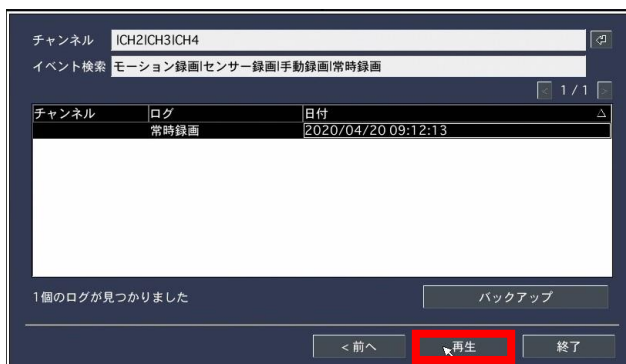 チャンネル ICH2ICH3ICH4
イベント検索 モーション録画|センサー録画|手動録画|常時録画
< 1 / 1 >
チャンネル ログ 日付 △
常時録画 2020/04/20 09:12:13
1個のログが見つかりました バックアップ
< 前へ 再生 終了